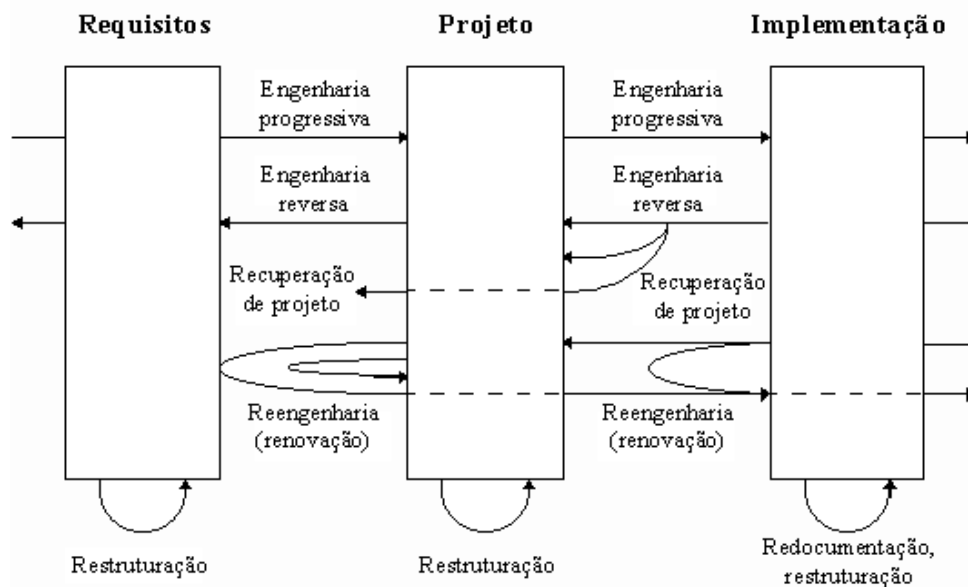 Requisitos
Projeto
Implementação
Engenharia
progressiva
Engenharia
progressiva
Engenharia
reversa
Engenharia
reversa
Recuperação
de projeto
Recuperação
de projeto
Reengenharia
(renovação)
Reengenharia
(renovação)
Restruturação
Restruturação
Redocumentação,
restruturação